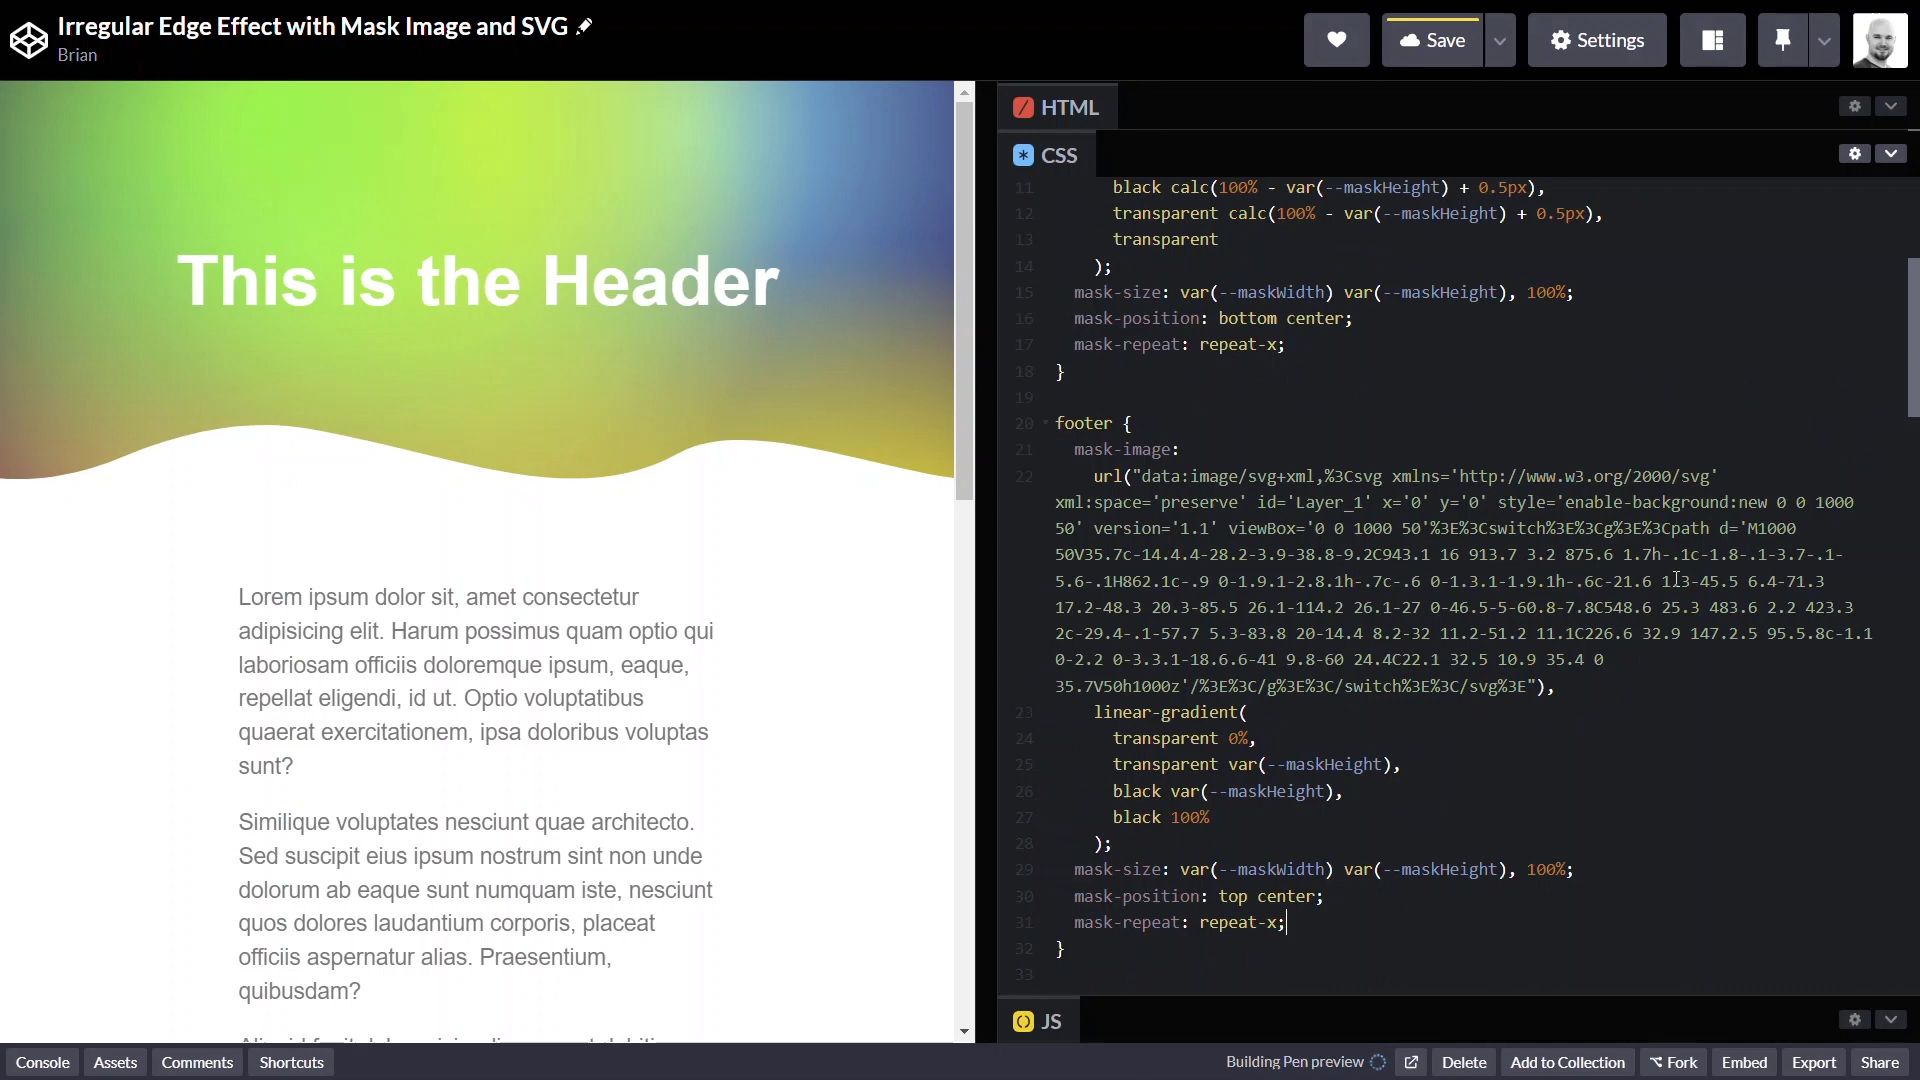 Irregular Edge Effect with Mask Image and SVG
Brian
Save
Settings
This is the Header
Lorem ipsum dolor sit, amet consectetur
adipisicing elit. Harum possimus quam optio qui
laboriosam officiis doloremque ipsum, eaque,
repellat eligendi, id ut. Optio voluptatibus
quaerat exercitationem, ipsa doloribus voluptas
sunt?
Similique voluptates nesciunt quae architecto.
Sed suscipit eius ipsum nostrum sint non unde
dolorum ab eaque sunt numquam iste, nesciunt
quos dolores laudantium corporis, placeat
officiis aspernatur alias. Praesentium,
quibusdam?
HTML
CSS
11 black calc(100% - var(--maskHeight) + 0.5px),
12 transparent calc(100% - var(--maskHeight) + 0.5px),
13 transparent
14 );
15 mask-size: var(--maskWidth) var(--maskHeight), 100%;
16 mask-position: bottom center;
17 mask-repeat: repeat-x;
18 }
19
20 footer {
21 mask-image:
22 url("data:image/svg+xml,%3Csvg xmlns='http://www.w3.org/2000/svg'
xml:space='preserve' id='Layer_1' x='0' y='0' style='enable-background:new 0 0 1000
50' version='1.1' viewBox='0 0 1000 50'%3E%3Cswitch%3E%3Cg%3E%3Cpath d='M1000
50V35.7c-14.4.4-28.2-3.9-38.8-9.2C943.1 16 913.7 3.2 875.6 1.7h-.1c-1.8-.1-3.7-.1-
5.6-.1H862.1c-.9 0-1.9.1-2.8.1h-.7c-.6 0-1.3.1-1.9.1h-.6c-21.6 1.3-45.5 6.4-71.3
17.2-48.3 20.3-85.5 26.1-114.2 26.1-27 0-46.5-5-60.8-7.8C548.6 25.3 483.6 2.2 423.3
2c-29.4-.1-57.7 5.3-83.8 20-14.4 8.2-32 11.2-51.2 11.1C226.6 32.9 147.2.5 95.5.8c-1.1
0-2.2 0-3.3.1-18.6.6-41 9.8-60 24.4C22.1 32.5 10.9 35.4 0
35.7V50h1000z'/%3E%3C/g%3E%3C/switch%3E%3C/svg%3E"),
23 linear-gradient(
24 transparent 0%,
25 transparent var(--maskHeight),
26 black var(--maskHeight),
27 black 100%
28 );
29 mask-size: var(--maskWidth) var(--maskHeight), 100%;
30 mask-position: top center;
31 mask-repeat: repeat-x;
32 }
33
JS
Console Assets Comments Shortcuts
Building Pen preview Delete Add to Collection Fork Embed Export Share